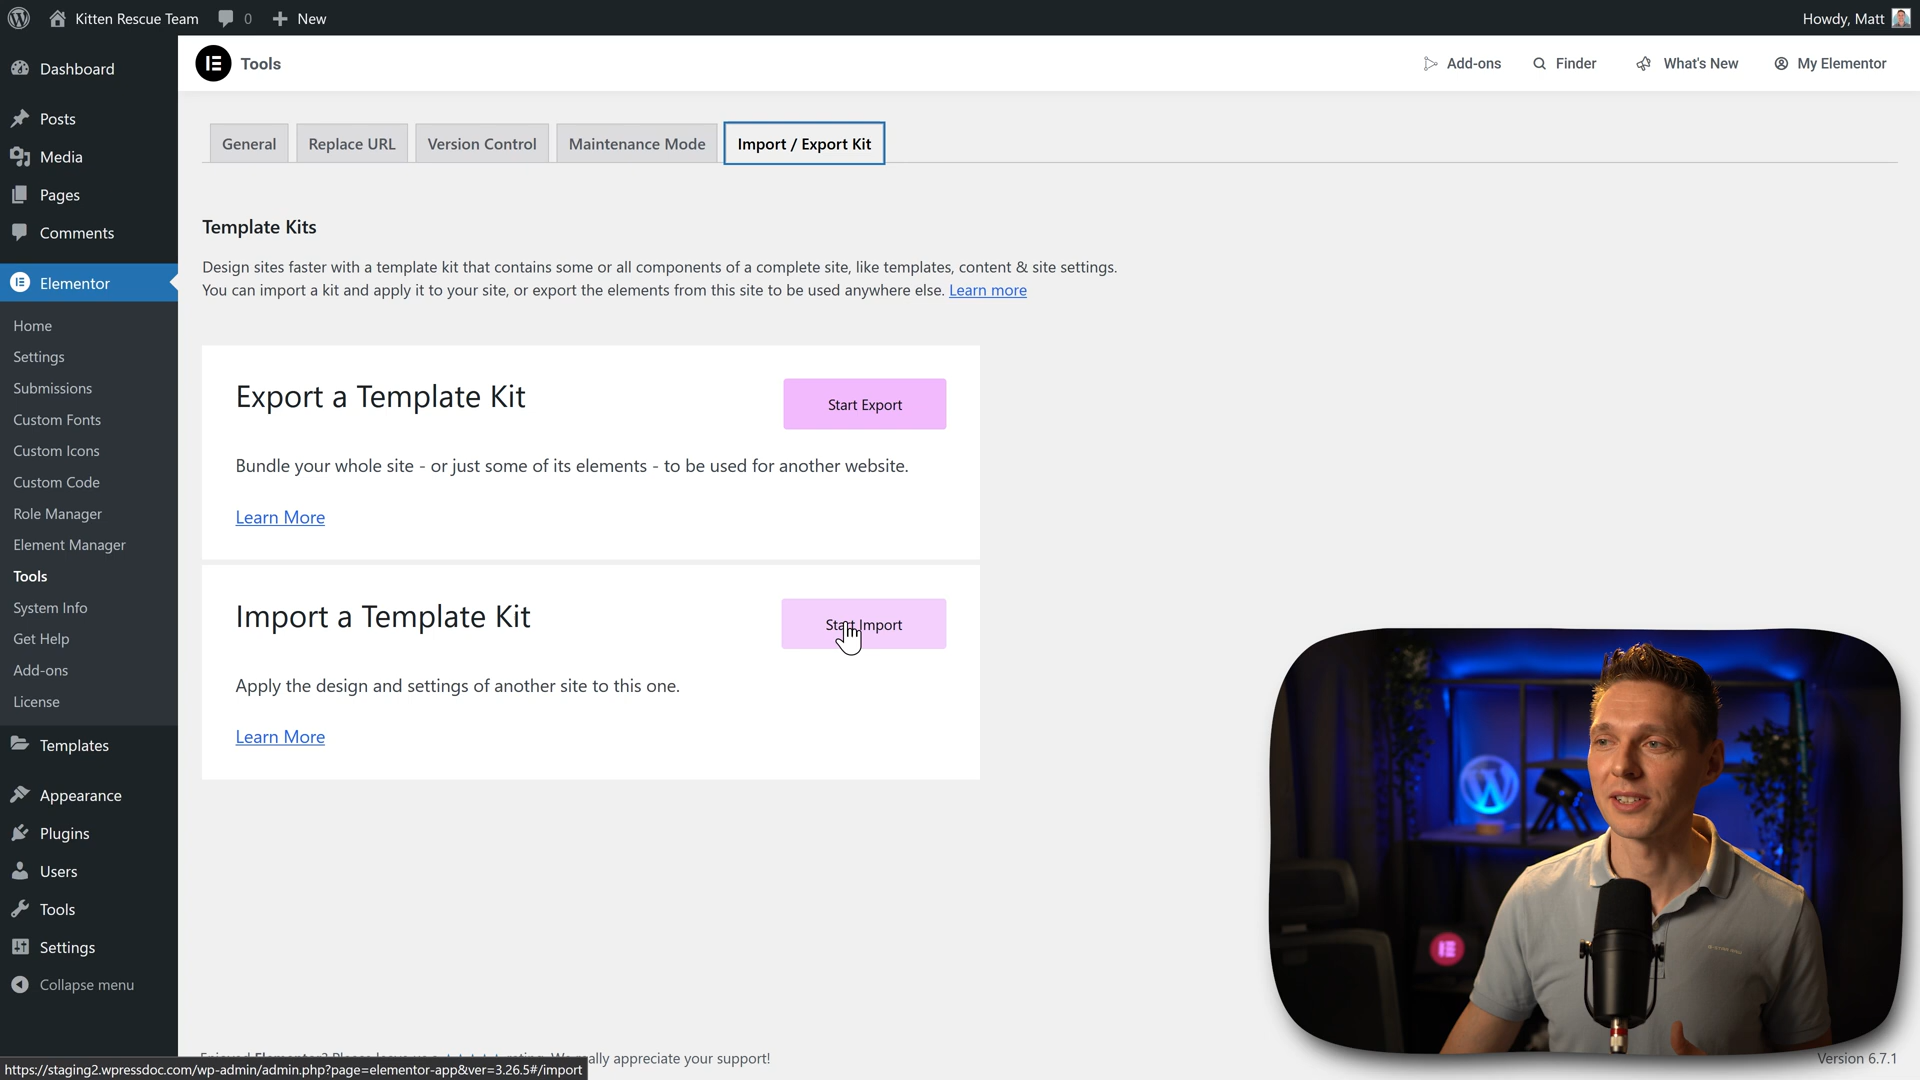 Kitten Rescue Team
0
New
Howdy, Matt
Dashboard
Posts
Media
Pages
Comments
Elementor
Home
Settings
Submissions
Custom Fonts
Custom Icons
Custom Code
Role Manager
Element Manager
Tools
System Info
Get Help
Add-ons
License
Templates
Appearance
Plugins
Users
Tools
Settings
Collapse menu
Tools
Add-ons
Finder
What's New
My Elementor
General
Replace URL
Version Control
Maintenance Mode
Import / Export Kit
Template Kits
Design sites faster with a template kit that contains some or all components of a complete site, like templates, content & site settings.
You can import a kit and apply it to your site, or export the elements from this site to be used anywhere else. Learn more
Export a Template Kit
Start Export
Bundle your whole site - or just some of its elements - to be used for another website.
Learn More
Import a Template Kit
Start Import
Apply the design and settings of another site to this one.
Learn More
appreciate your support!
Version 6.7.1
https://staging2.wpressdoc.com/wp-admin/admin.php?page=elementor-app&ver=3.26.5#/import